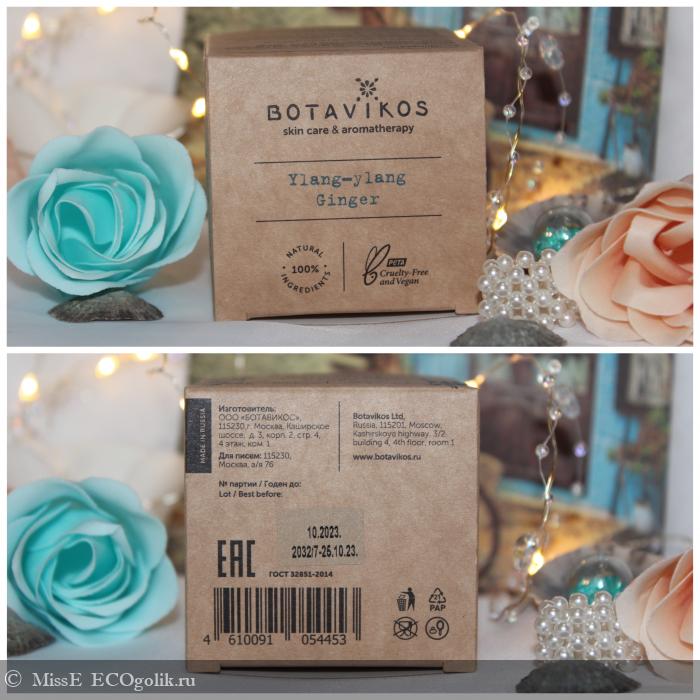 BOTAVIKOS
skin care & aromatherapy
Ylang-ylang
Ginger
NATURAL
100%
INGREDIENTS
PETA
Cruelty-Free
and Vegan
MADE IN RUSSIA
Изготовитель:
ООО «БОТАВИКОС»,
115230,г. Москва, Каширское
шоссе, д. 3, корп. 2, стр. 4,
4 этаж, ком. 1
Для писем: 115230,
Москва, а/я 76
Botavikos Ltd,
Russia, 115201, Moscow,
Kashirskoya highway, 3/2
building 4, 4th floor, room 1
www.botavikos.ru
№ партии / Годен до:
Lot / Best before:
10.2023.
2032/7-26.10.23.
EAC
ГОСТ 32851-2014
21
PAP
4 610091 054453
© MissE ECOgolik.ru